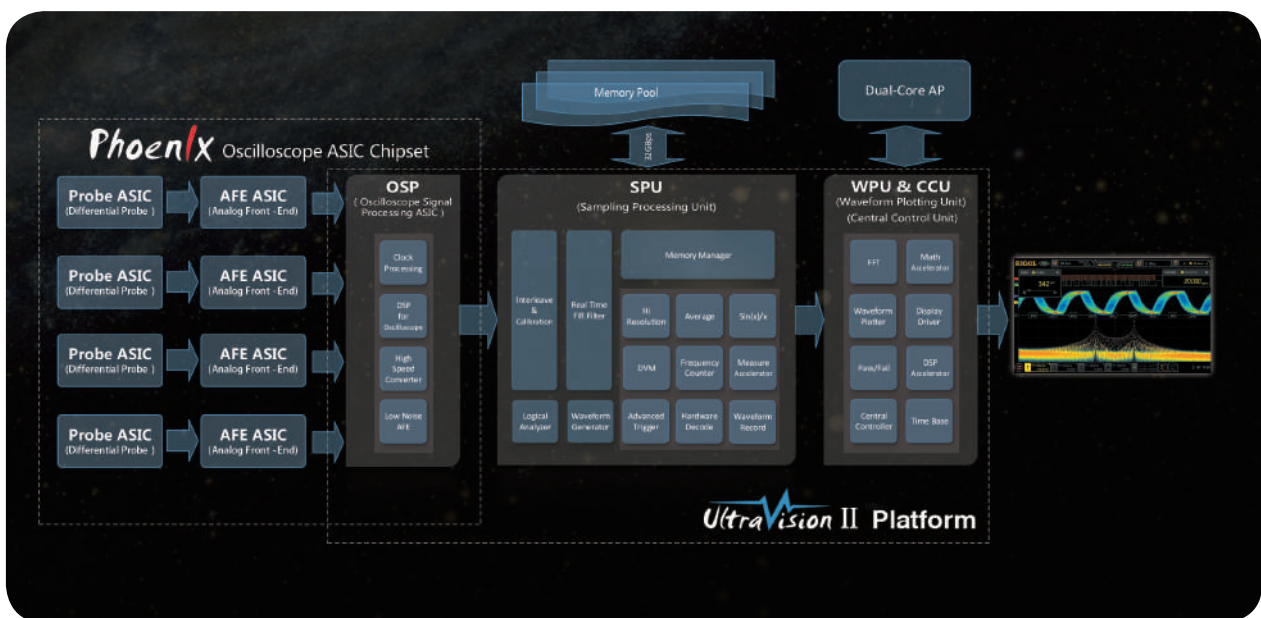 Memory Pool
Dual-Core AP
32GBps
PhoenIx Oscilloscope ASIC Chipset
Probe ASIC
(Differential Probe )
AFE ASIC
(Analog Front -End)
Probe ASIC
(Differential Probe )
AFE ASIC
(Analog Front -End)
Probe ASIC
(Differential Probe )
AFE ASIC
(Analog Front -End)
Probe ASIC
(Differential Probe )
AFE ASIC
(Analog Front -End)
OSP
( Oscilloscope Signal
Processing ASIC )
Clock
Processing
DSP
for
Oscilloscope
High
Speed
Converter
Low Noise
AFE
SPU
(Sampling Processing Unit)
Interleave
&
Calibration
Real Time
FIR Filter
Memory Manager
Hi
Resolution
Average
Sin(x)/x
DVM
Frequency
Counter
Measure
Accelerator
Logical
Analyzer
Waveform
Generator
Advanced
Trigger
Hardware
Decode
Waveform
Record
WPU & CCU
(Waveform Plotting Unit)
(Central Control Unit)
FFT
Math
Accelerator
Waveform
Plotter
Display
Driver
Pass/Fail
DSP
Accelerator
Central
Controller
Time Base
RIGOL
342
UltraVision II Platform